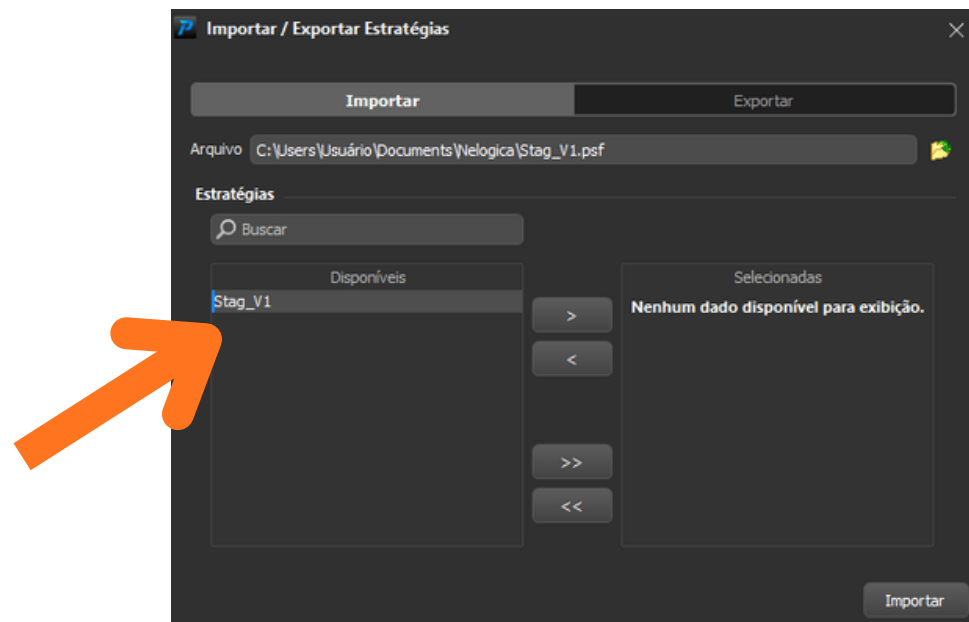 Importar / Exportar Estratégias
Importar
Exportar
Arquivo C:\Users\Usuário\Documents\Nelogica\Stag_V1.psf
Estratégias
Buscar
Disponíveis
Selecionadas
Stag_V1
Nenhum dado disponível para exibição.
>
<
>>
<<
Importar